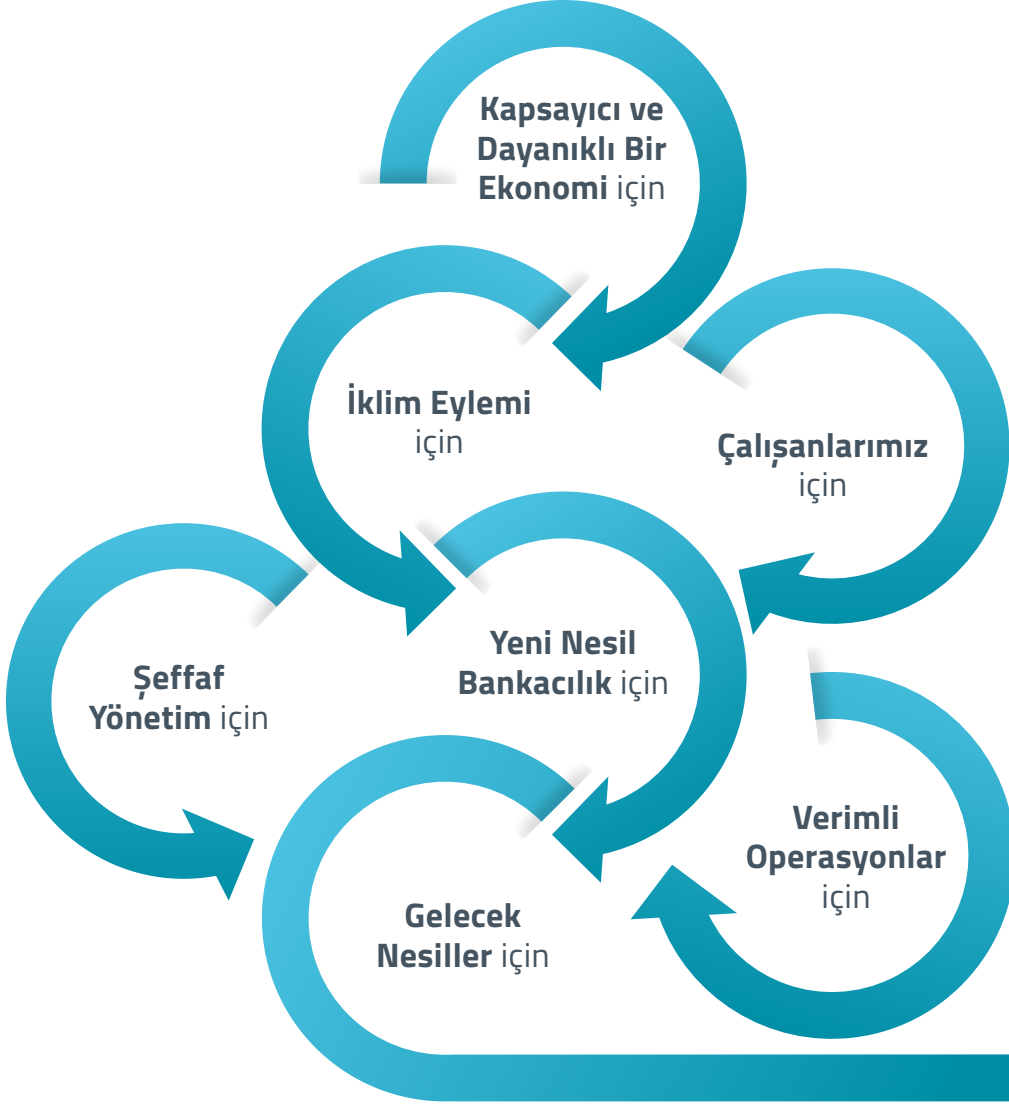 Kapsayıcı ve
Dayanıklı Bir
Ekonomi için
İklim Eylemi
için
Çalışanlarımız
için
Yeni Nesil
Bankacılık için
Şeffaf
Yönetim için
Verimli
Operasyonlar
için
Gelecek
Nesiller için